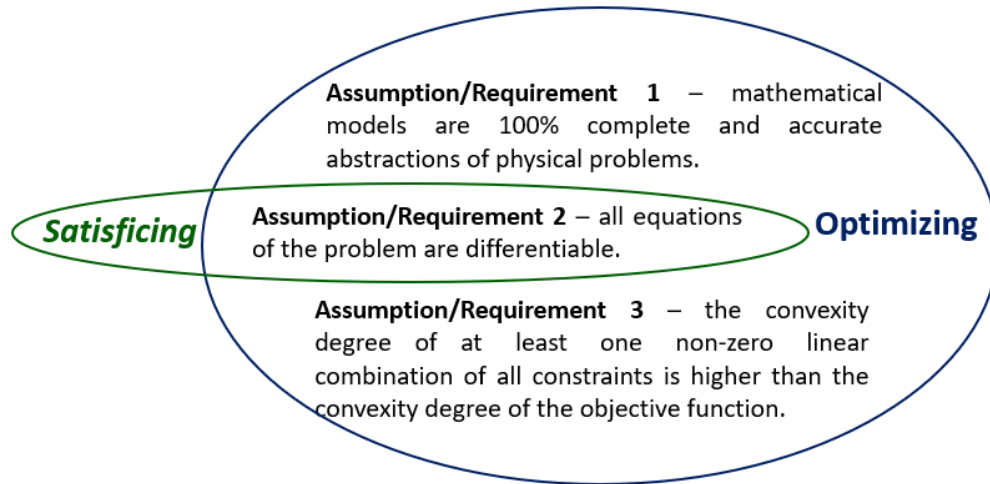 Assumption/Requirement 1 – mathematical
models are 100% complete and accurate
abstractions of physical problems.
Satisficing
Assumption/Requirement 2 – all equations
of the problem are differentiable.
Optimizing
Assumption/Requirement 3 – the convexity
degree of at least one non-zero linear
combination of all constraints is higher than the
convexity degree of the objective function.